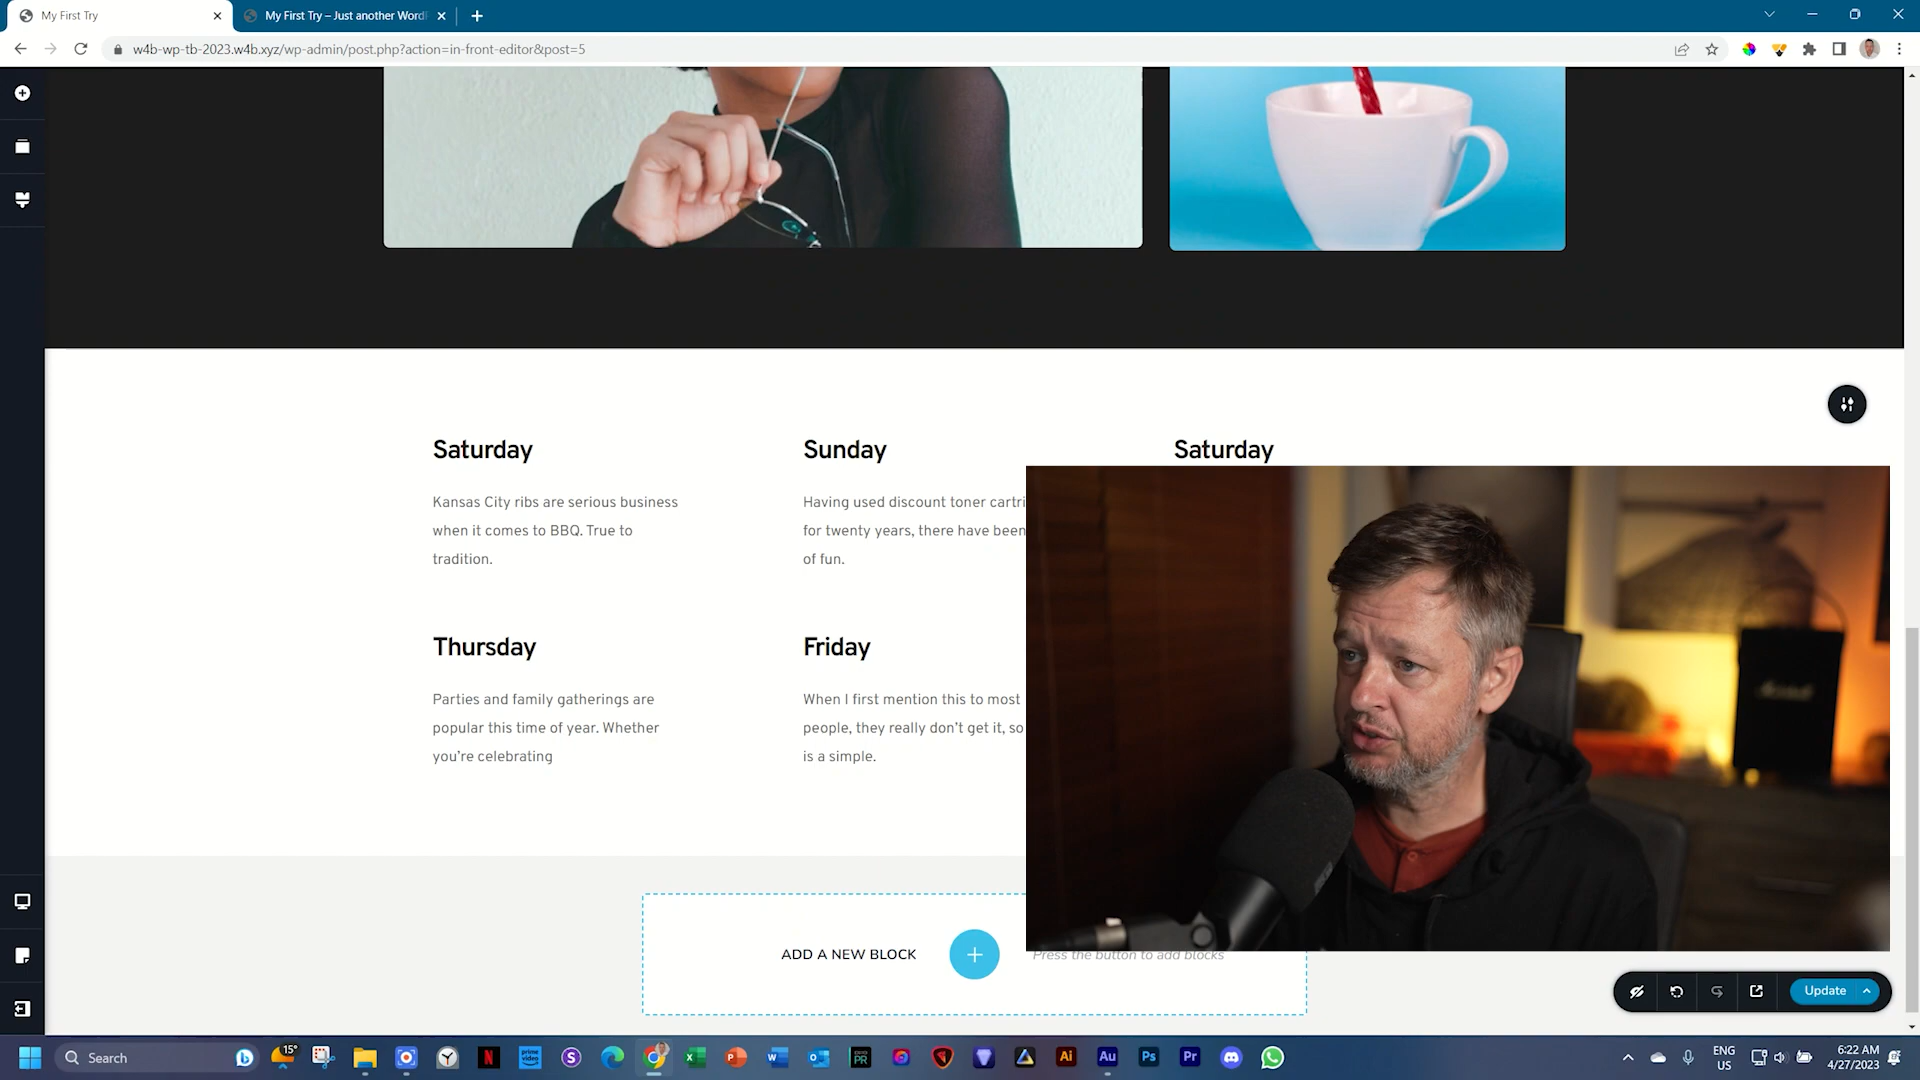 My First Try
My First Try – Just another Word
w4b-wp-tb-2023.w4b.xyz/wp-admin/post.php?action=in-front-editor&post=5
Saturday
Kansas City ribs are serious business
when it comes to BBQ. True to
tradition.
Sunday
Having used discount toner cartri
for twenty years, there have been
of fun.
Saturday
Thursday
Parties and family gatherings are
popular this time of year. Whether
you're celebrating
Friday
When I first mention this to most
people, they really don't get it, so
is a simple.
ADD A NEW BLOCK
Press the button to add blocks
Update
Search
15°
ENG
US
6:22 AM
4/27/2023